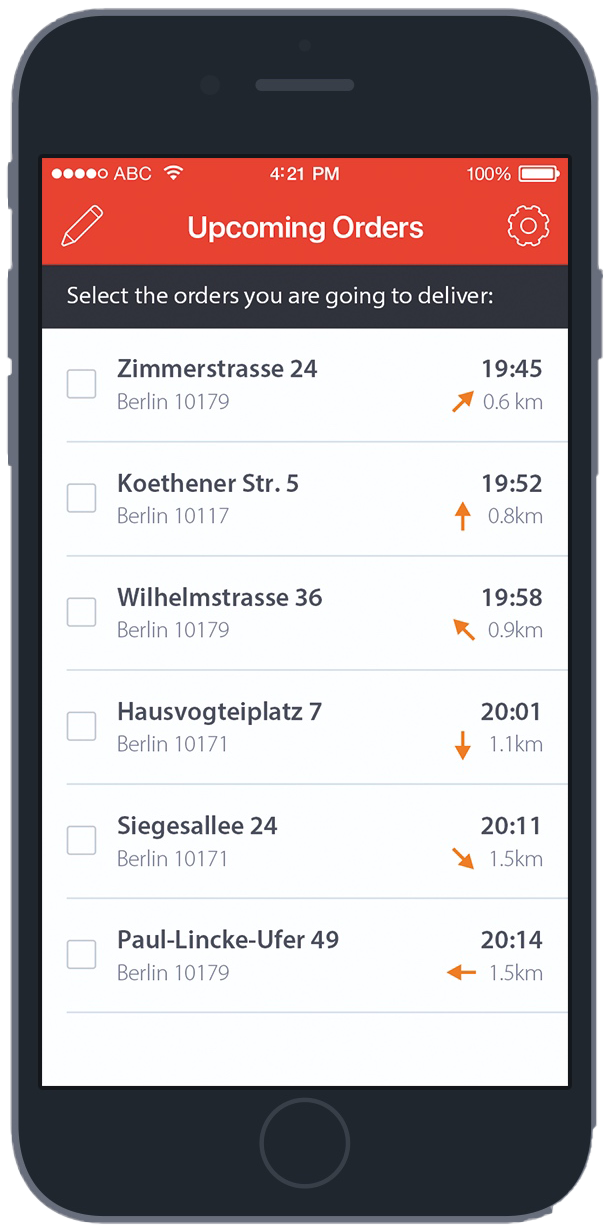 ABC 4:21 PM 100%
Upcoming Orders
Select the orders you are going to deliver:
Zimmerstrasse 24 19:45
Berlin 10179 0.6 km
Koethener Str. 5 19:52
Berlin 10117 0.8km
Wilhelmstrasse 36 19:58
Berlin 10179 0.9km
Hausvogteiplatz 7 20:01
Berlin 10171 1.1km
Siegesallee 24 20:11
Berlin 10171 1.5km
Paul-Lincke-Ufer 49 20:14
Berlin 10179 1.5km